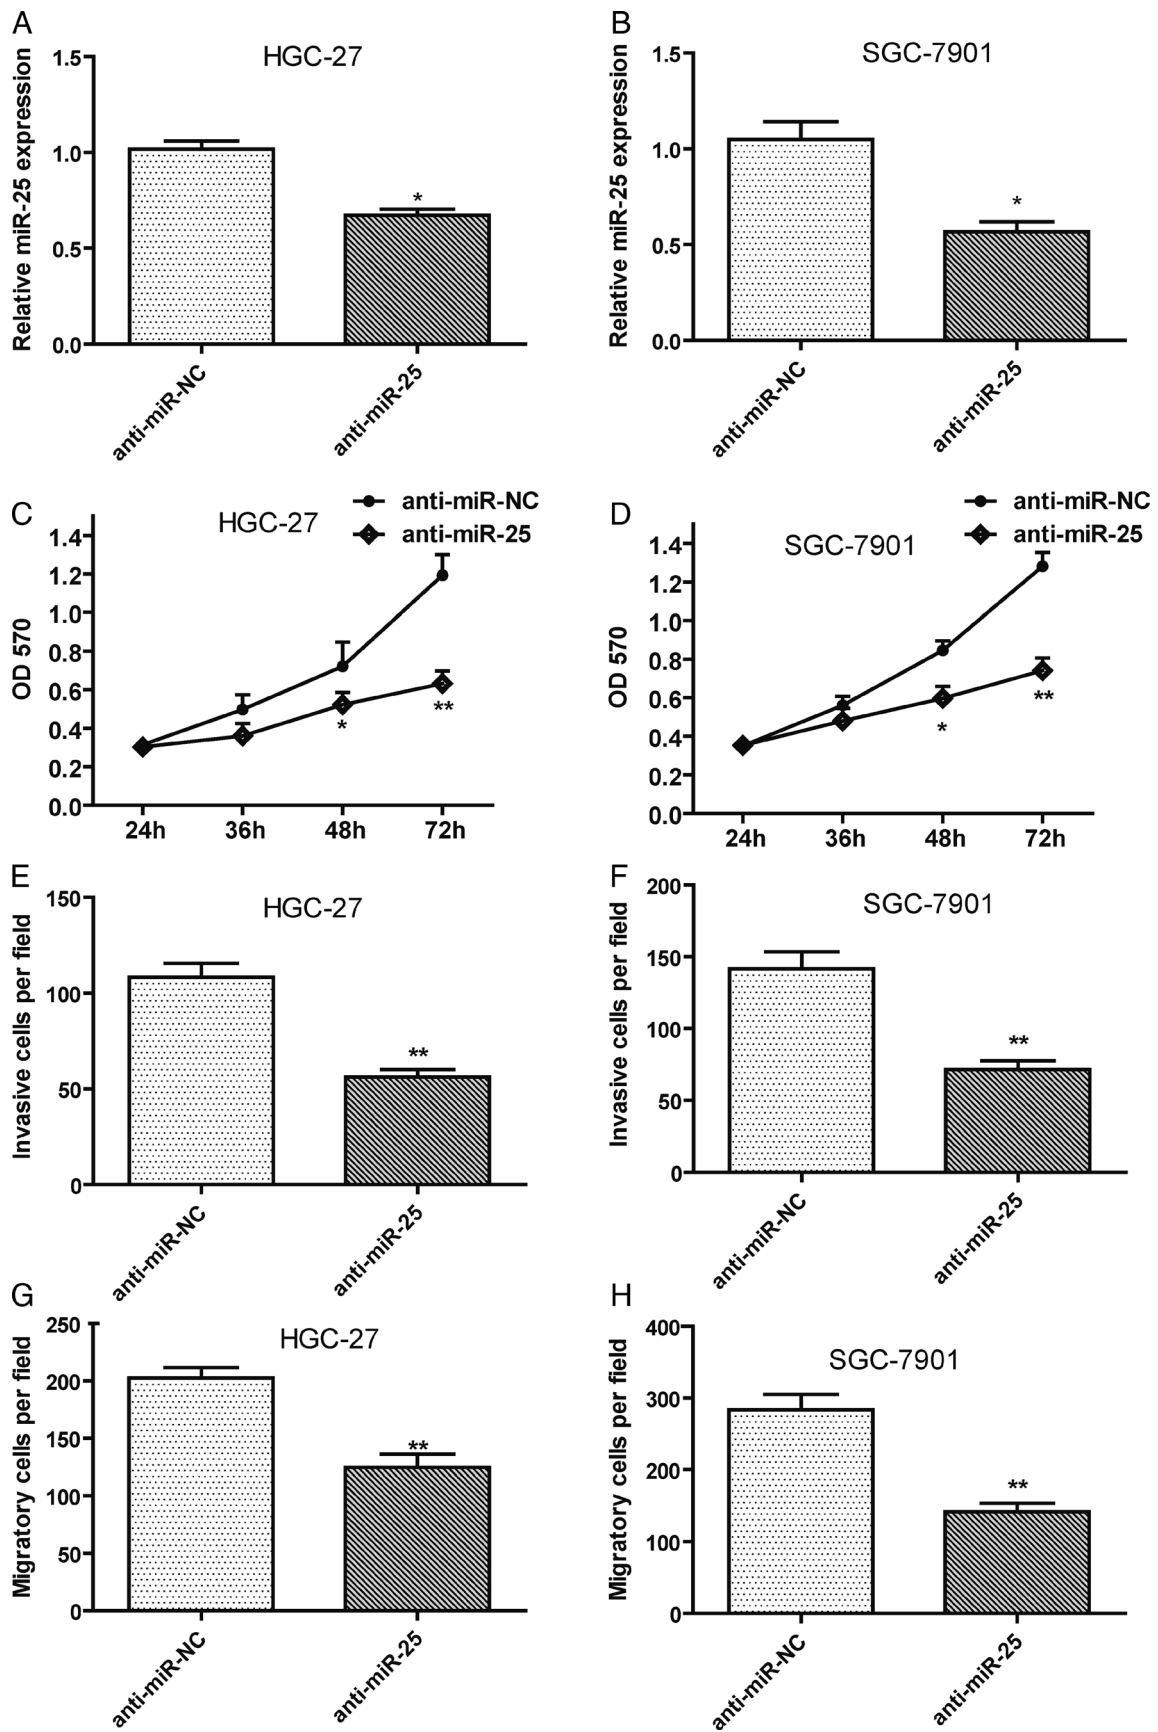 A
HGC-27
Relative miR-25 expression
1.5
1.0
0.5
0.0
*
anti-miR-NC
anti-miR-25
B
SGC-7901
Relative miR-25 expression
1.5
1.0
0.5
0.0
*
anti-miR-NC
anti-miR-25
C
HGC-27
anti-miR-NC
anti-miR-25
OD 570
1.4
1.2
1.0
0.8
0.6
0.4
0.2
0.0
*
**
24h 36h 48h 72h
D
SGC-7901
anti-miR-NC
anti-miR-25
OD 570
1.4
1.2
1.0
0.8
0.6
0.4
0.2
0.0
*
**
24h 36h 48h 72h
E
HGC-27
Invasive cells per field
150
100
50
0
**
anti-miR-NC
anti-miR-25
F
SGC-7901
Invasive cells per field
200
150
100
50
0
**
anti-miR-NC
anti-miR-25
G
HGC-27
Migratory cells per field
250
200
150
100
50
0
**
anti-miR-NC
anti-miR-25
H
SGC-7901
Migratory cells per field
400
300
200
100
0
**
anti-miR-NC
anti-miR-25